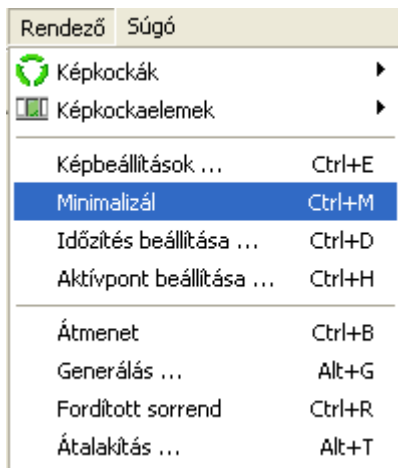 Rendező Súgó
Képkockák
Képkockaelemek
Képbeállítások ... Ctrl+E
Minimalizál Ctrl+M
Időzítés beállítása ... Ctrl+D
Aktívpont beállítása ... Ctrl+H
Átmenet Ctrl+B
Generálás ... Alt+G
Fordított sorrend Ctrl+R
Átalakítás ... Alt+T